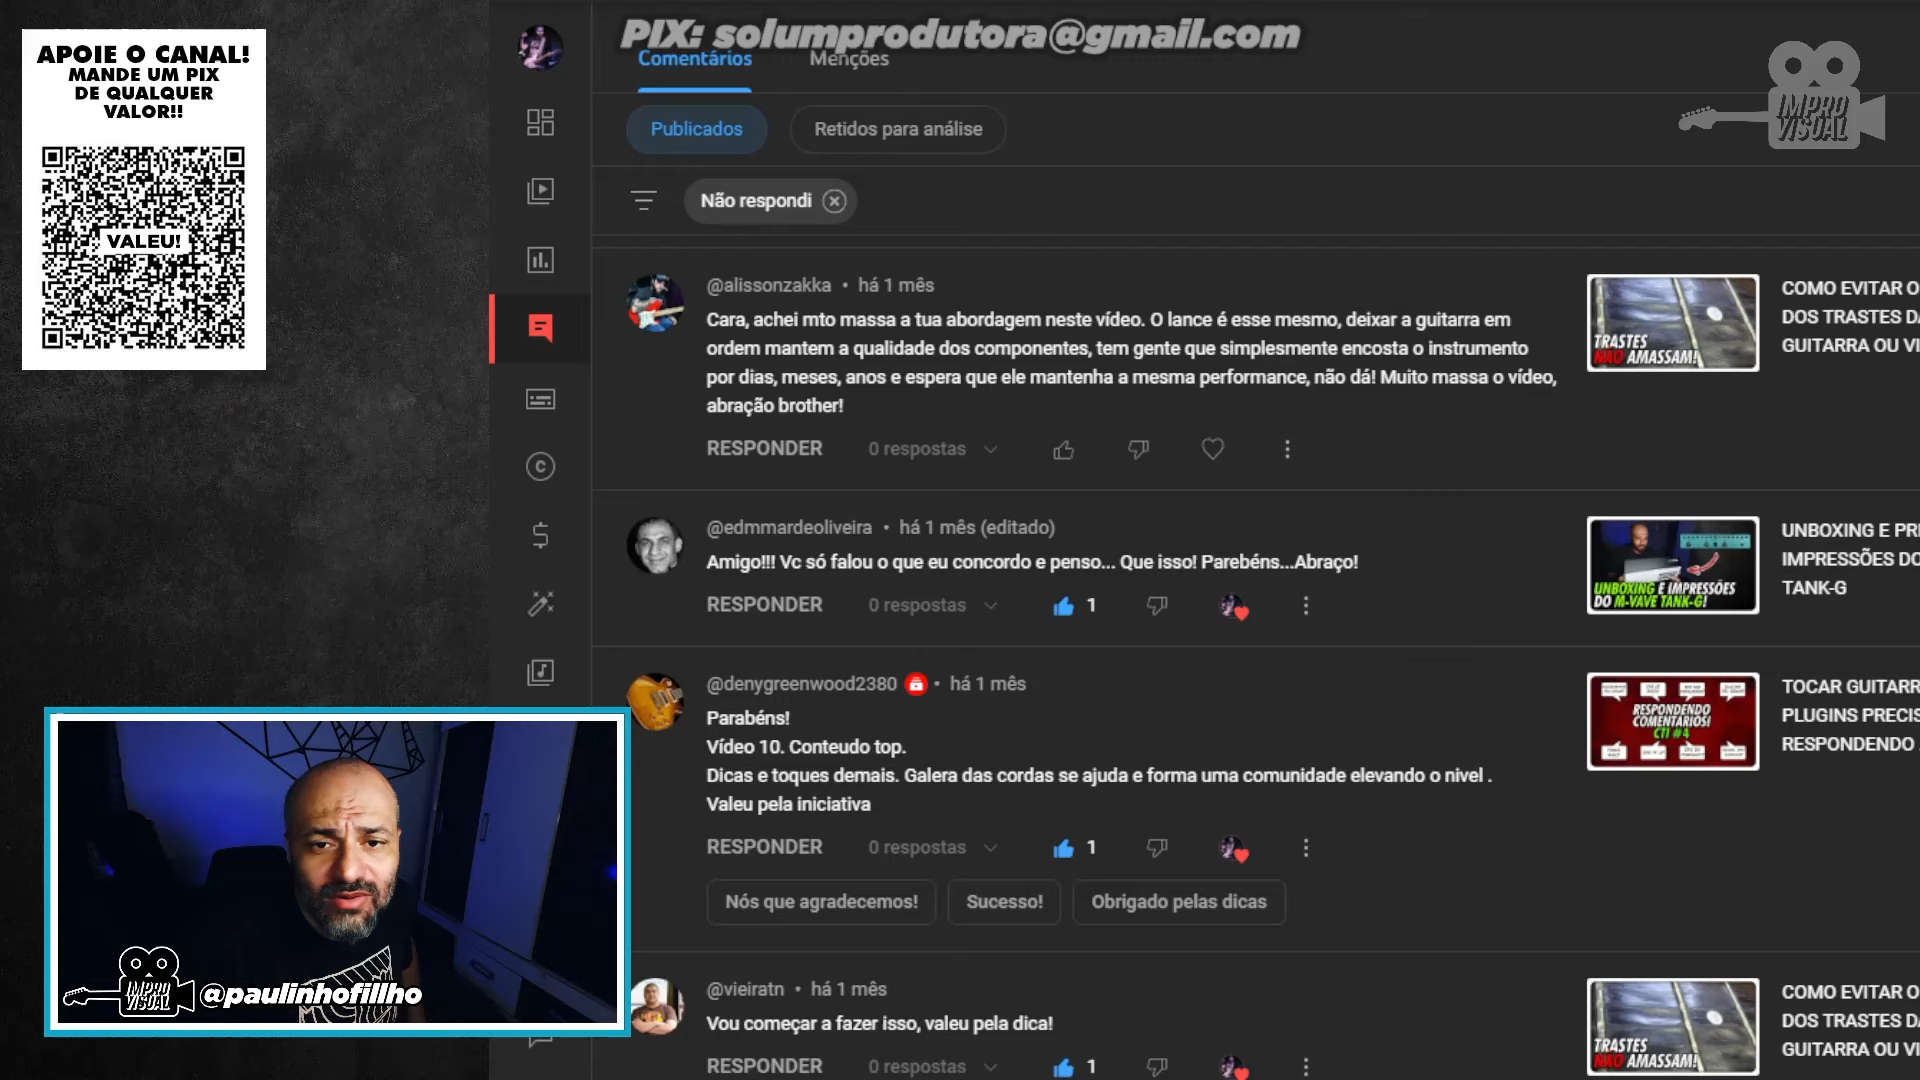 APOIE O CANAL!
MANDE UM PIX
DE QUALQUER
VALOR!!
VALEU!
PIX: solumprodutora@gmail.com
Comentários
Menções
IMPRO
VISUAL
Publicados
Retidos para análise
Não respondi
@alissonzakka • há 1 mês
Cara, achei mto massa a tua abordagem neste vídeo. O lance é esse mesmo, deixar a guitarra em
ordem mantem a qualidade dos componentes, tem gente que simplesmente encosta o instrumento
por dias, meses, anos e espera que ele mantenha a mesma performance, não dá! Muito massa o vídeo,
abração brother!
RESPONDER
0 respostas
TRASTES
NÃO AMASSAM!
COMO EVITAR O
DOS TRASTES DA
GUITARRA OU VI
@edmmardeoliveira • há 1 mês (editado)
Amigo!!! Vc só falou o que eu concordo e penso... Que isso! Parebéns...Abraço!
RESPONDER
0 respostas
1
UNBOXING E IMPRESSÕES
DO M-VAVE TANK-G!
UNBOXING E PRI
IMPRESSÕES DO
TANK-G
@denygreenwood2380 • há 1 mês
Parabéns!
Vídeo 10. Conteudo top.
Dicas e toques demais. Galera das cordas se ajuda e forma uma comunidade elevando o nivel .
Valeu pela iniciativa
RESPONDER
0 respostas
1
Nós que agradecemos!
Sucesso!
Obrigado pelas dicas
RESPONDENDO
COMENTÁRIOS!
CTI #4
TOCAR GUITARR
PLUGINS PRECIS
RESPONDENDO
@vieiratn • há 1 mês
Vou começar a fazer isso, valeu pela dica!
RESPONDER
0 respostas
1
TRASTES
NÃO AMASSAM!
COMO EVITAR O
DOS TRASTES DA
GUITARRA OU VI
IMPRO
VISUAL
@paulinhofillho